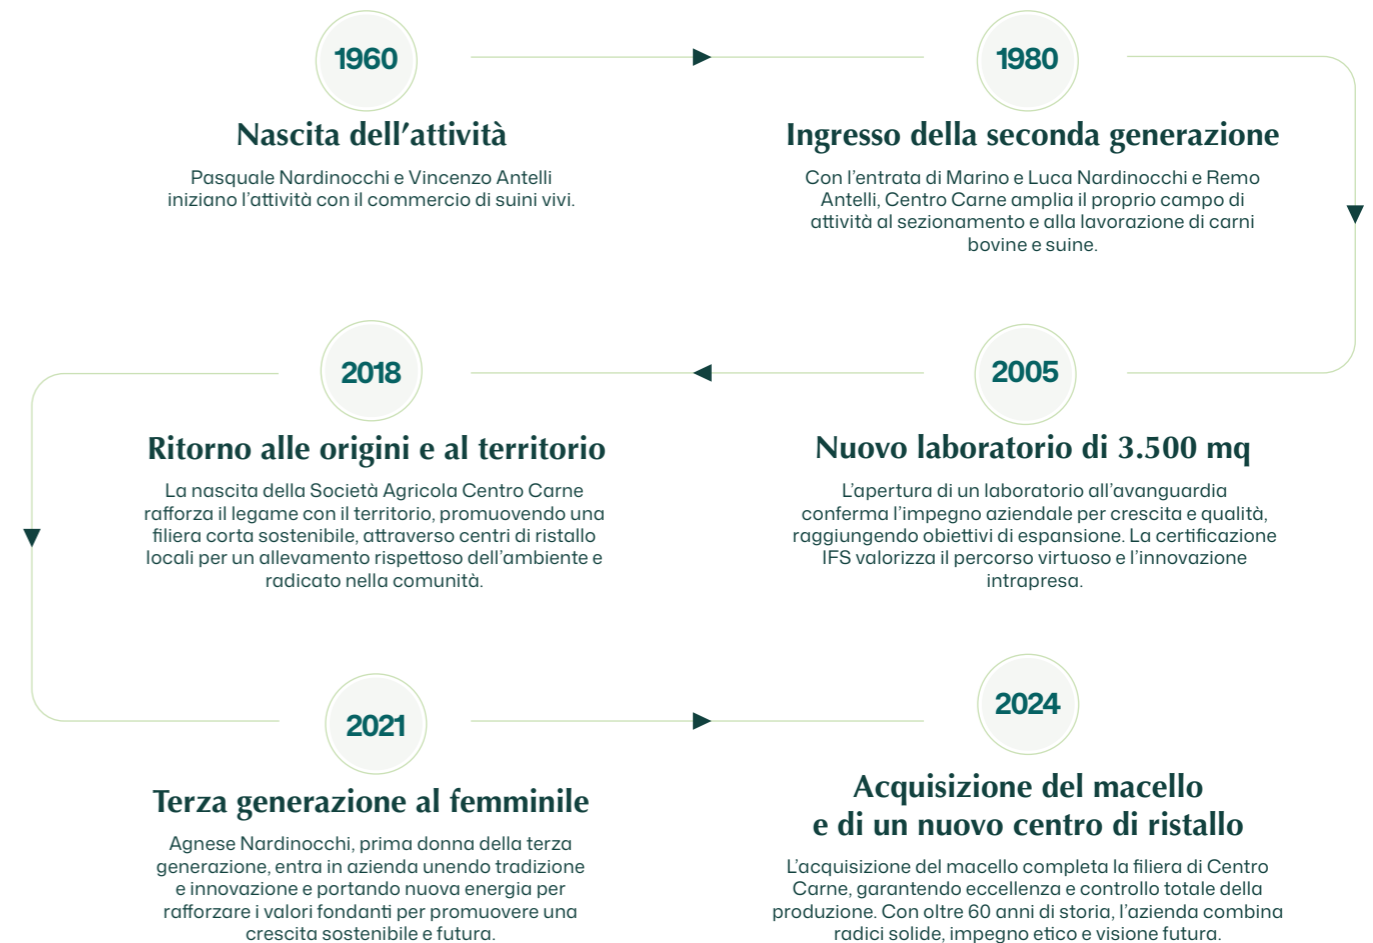 1960
Nascita dell’attività
Pasquale Nardinocchi e Vincenzo Antelli
iniziano l’attività con il commercio di suini vivi.
1980
Ingresso della seconda generazione
Con l’entrata di Marino e Luca Nardinocchi e Remo
Antelli, Centro Carne amplia il proprio campo di
attività al sezionamento e alla lavorazione di carni
bovine e suine.
2005
Nuovo laboratorio di 3.500 mq
L’apertura di un laboratorio all’avanguardia
conferma l’impegno aziendale per crescita e qualità,
raggiungendo obiettivi di espansione. La certificazione
IFS valorizza il percorso virtuoso e l’innovazione
intrapresa.
2018
Ritorno alle origini e al territorio
La nascita della Società Agricola Centro Carne
rafforza il legame con il territorio, promuovendo una
filiera corta sostenibile, attraverso centri di ristallo
locali per un allevamento rispettoso dell’ambiente e
radicato nella comunità.
2021
Terza generazione al femminile
Agnese Nardinocchi, prima donna della terza
generazione, entra in azienda unendo tradizione
e innovazione e portando nuova energia per
rafforzare i valori fondanti per promuovere una
crescita sostenibile e futura.
2024
Acquisizione del macello
e di un nuovo centro di ristallo
L’acquisizione del macello completa la filiera di Centro
Carne, garantendo eccellenza e controllo totale della
produzione. Con oltre 60 anni di storia, l’azienda combina
radici solide, impegno etico e visione futura.